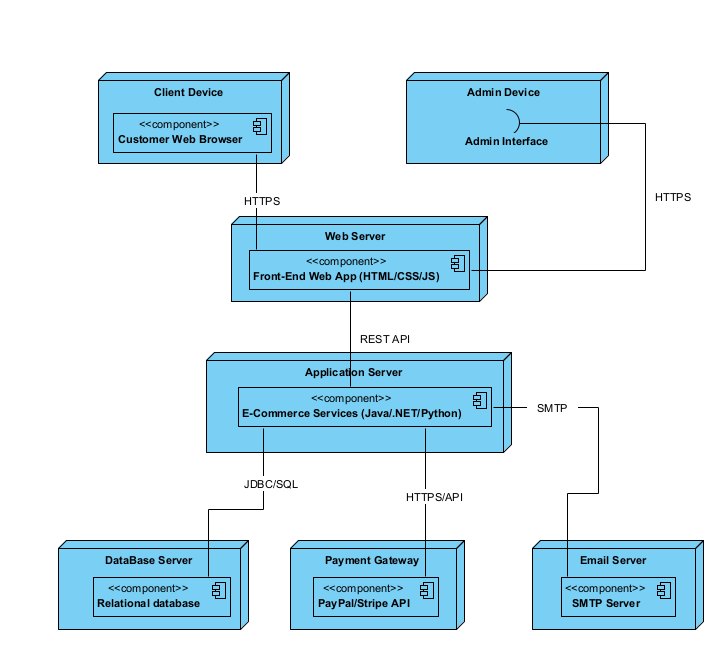 Client Device
<<component>>
Customer Web Browser
Admin Device
Admin Interface
HTTPS
HTTPS
Web Server
<<component>>
Front-End Web App (HTML/CSS/JS)
REST API
Application Server
<<component>>
E-Commerce Services (Java/.NET/Python)
SMTP
JDBC/SQL
HTTPS/API
DataBase Server
<<component>>
Relational database
Payment Gateway
<<component>>
PayPal/Stripe API
Email Server
<<component>>
SMTP Server